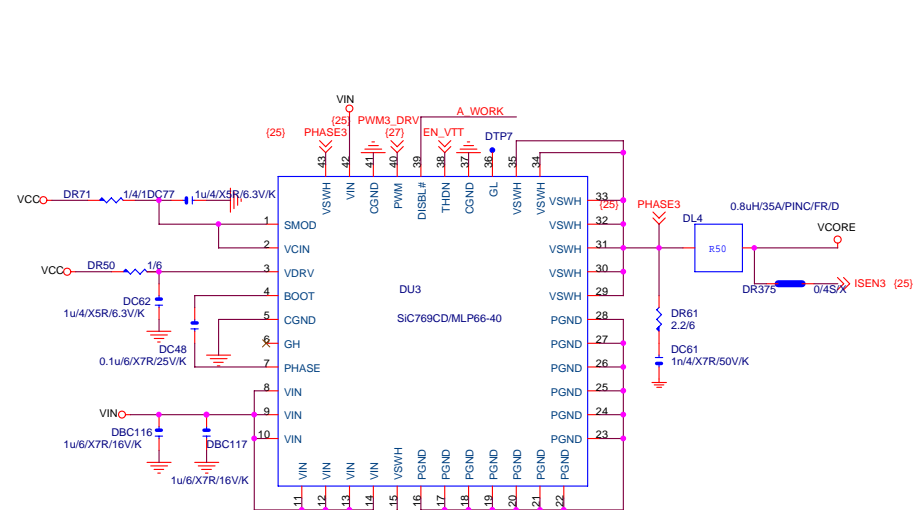 VIN
A_WORK
{25}
PWM3_DRV
{25}
PHASE3
{27}
EN_VTT
DTP7
43
42
41
40
39
38
37
36
35
34
VSWH
VIN
CGND
PWM
DISBL#
THDN
CGND
GL
VSWH
VSWH
VCC
DR71
1/4/1
DC77
1u/4/X5R/6.3V/K
1
SMOD
2
VCIN
VCC
DR50
1/6
3
VDRV
DC62
1u/4/X5R/6.3V/K
4
BOOT
5
CGND
6
GH
DC48
0.1u/6/X7R/25V/K
7
PHASE
8
VIN
VIN
9
VIN
10
VIN
DBC116
1u/6/X7R/16V/K
DBC117
1u/6/X7R/16V/K
DU3
SiC769CD/MLP66-40
VSWH
33
VSWH
32
VSWH
31
VSWH
30
VSWH
29
PGND
28
PGND
27
PGND
26
PGND
25
PGND
24
PGND
23
{25}
PHASE3
DL4
0.8uH/35A/PINC/FR/D
R50
VCORE
DR375
0/4S/X
ISEN3 {25}
DR61
2.2/6
DC61
1n/4/X7R/50V/K
VIN
VIN
VIN
VIN
VSWH
PGND
PGND
PGND
PGND
PGND
PGND
PGND
11
12
13
14
15
16
17
18
19
20
21
22